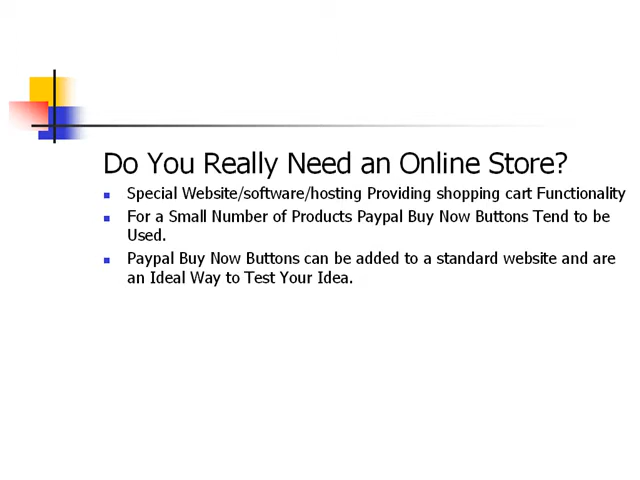 Do You Really Need an Online Store?
Special Website/software/hosting Providing shopping cart Functionality
For a Small Number of Products Paypal Buy Now Buttons Tend to be
Used.
Paypal Buy Now Buttons can be added to a standard website and are
an Ideal Way to Test Your Idea.